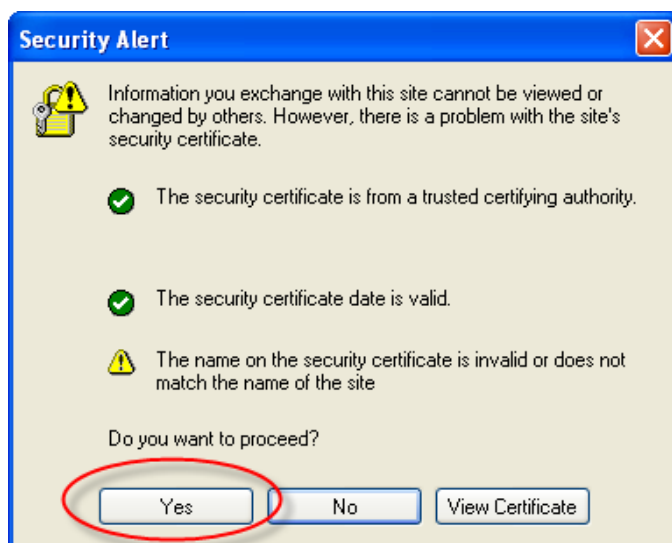 Security Alert
Information you exchange with this site cannot be viewed or
changed by others. However, there is a problem with the site's
security certificate.
The security certificate is from a trusted certifying authority.
The security certificate date is valid.
The name on the security certificate is invalid or does not
match the name of the site
Do you want to proceed?
Yes No View Certificate